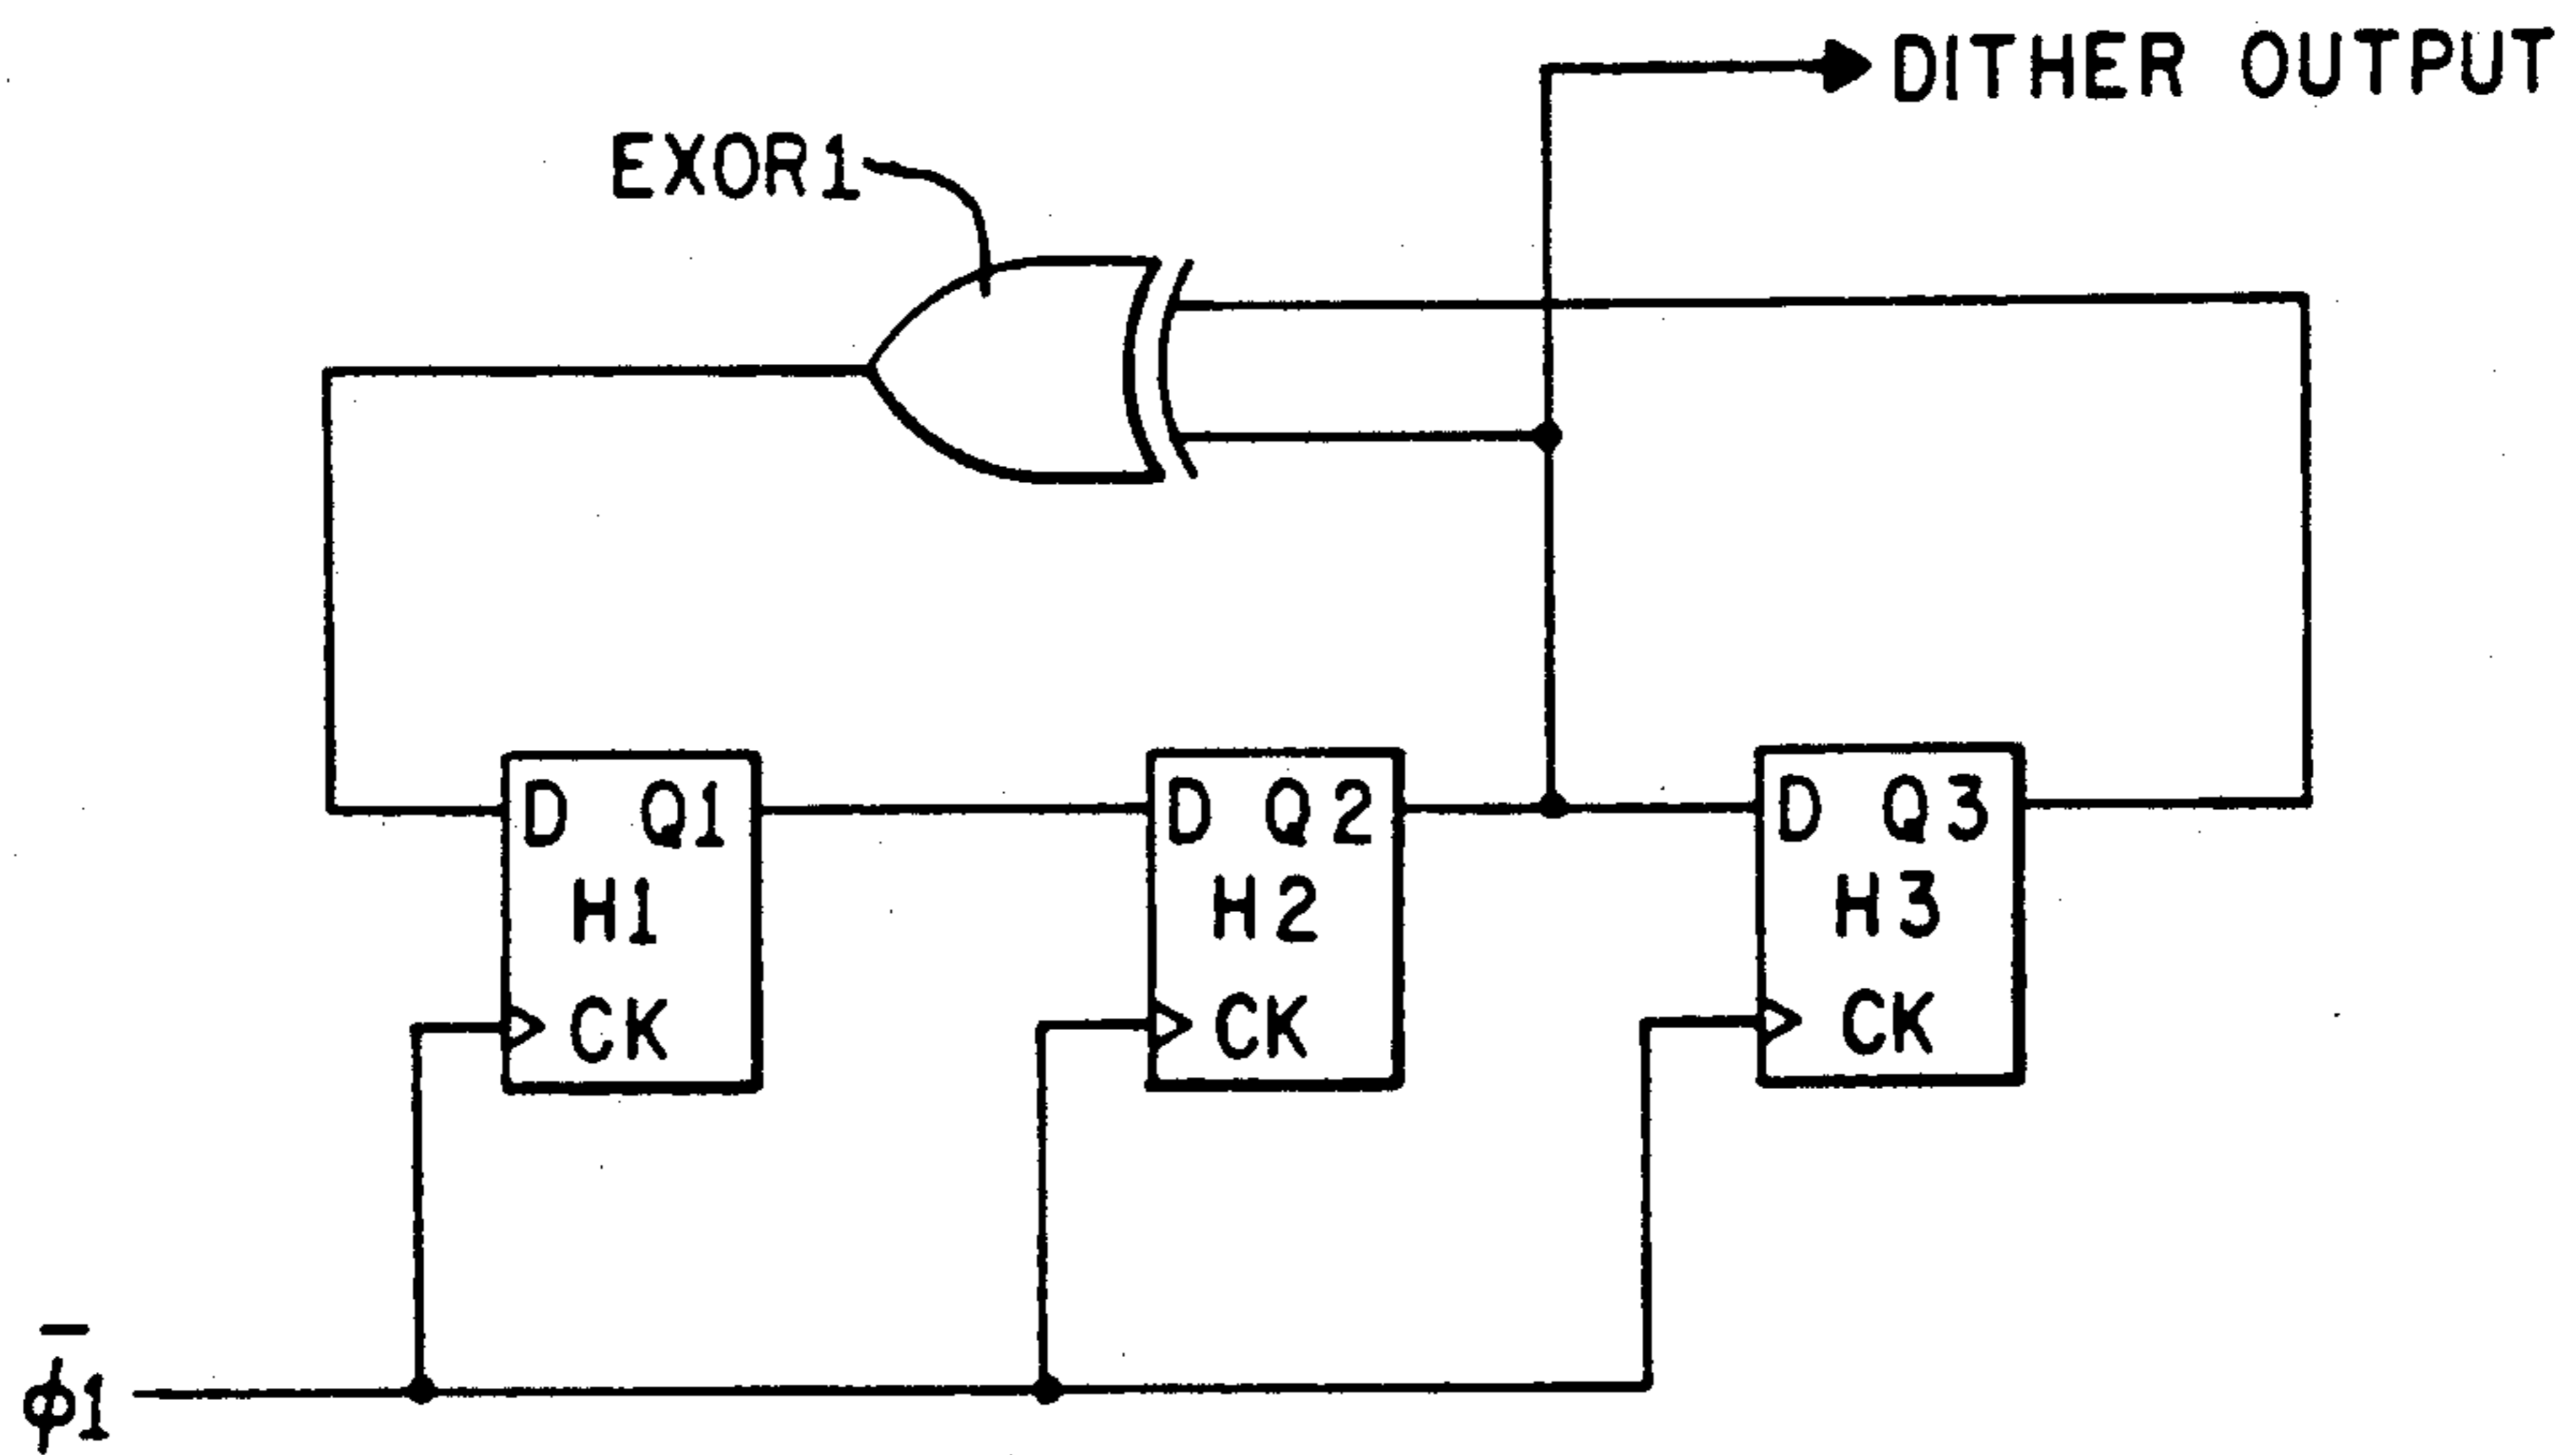 DITHER OUTPUT
EXOR1
D Q1
H1
CK
D Q2
H2
CK
D Q3
H3
CK
ϕ̅1